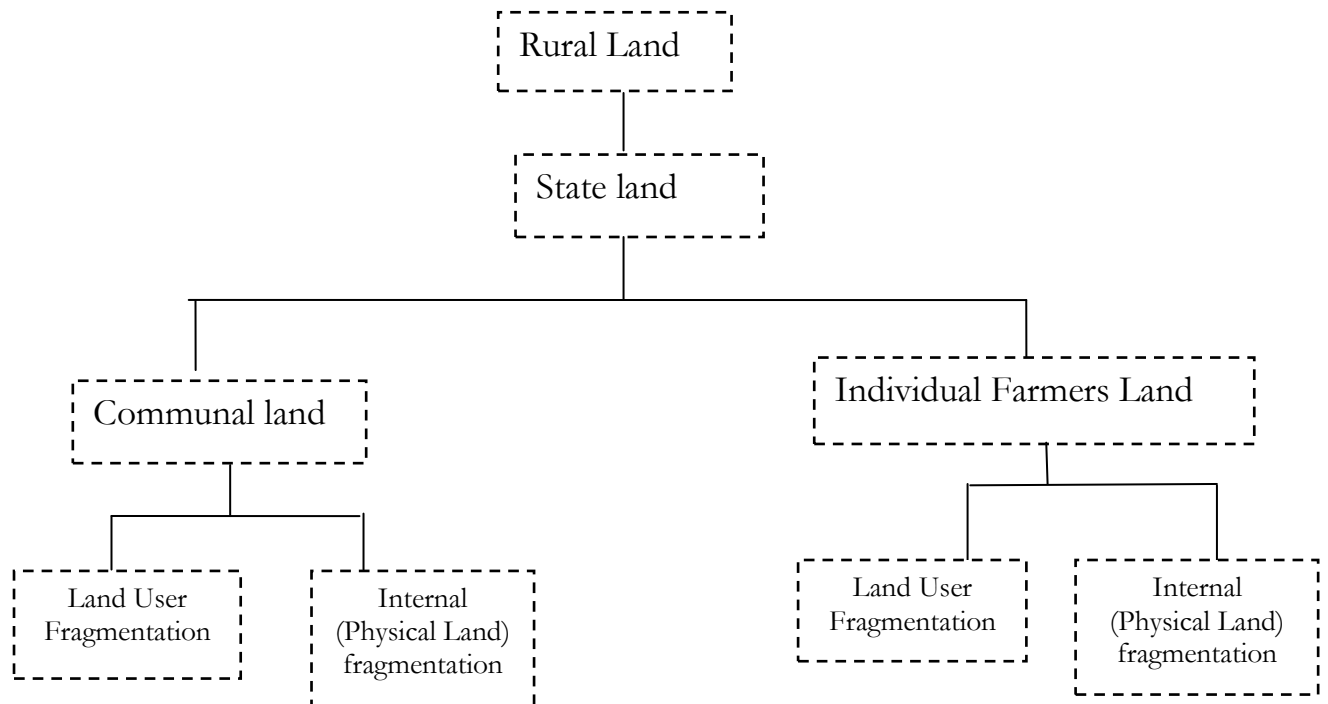 Rural Land
State land
Communal land
Individual Farmers Land
Land User
Fragmentation
Internal
(Physical Land)
fragmentation
Land User
Fragmentation
Internal
(Physical Land)
fragmentation